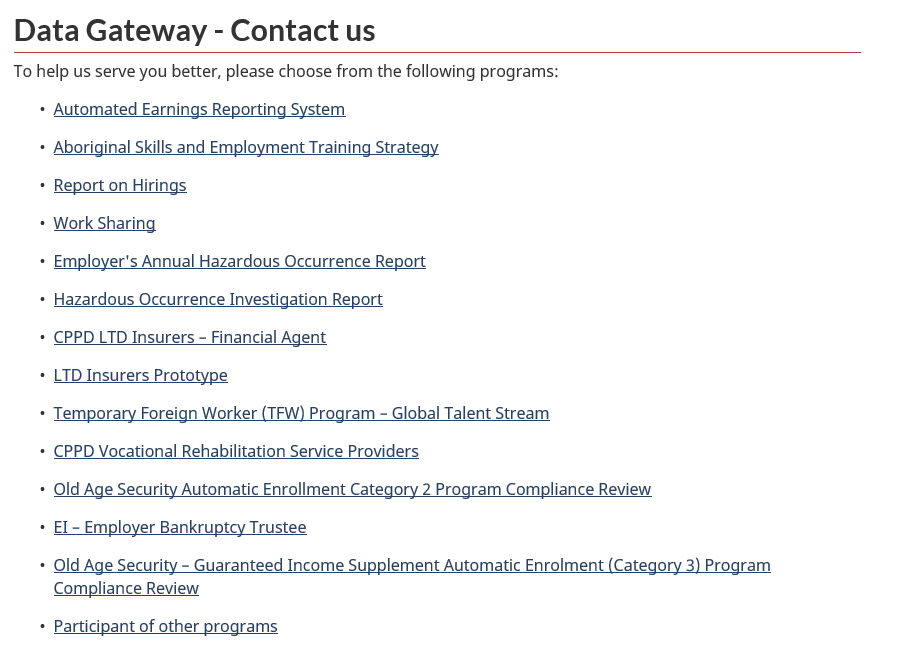 Data Gateway - Contact us
To help us serve you better, please choose from the following programs:
• Automated Earnings Reporting System
• Aboriginal Skills and Employment Training Strategy
• Report on Hirings
• Work Sharing
• Employer's Annual Hazardous Occurrence Report
• Hazardous Occurrence Investigation Report
• CPPD LTD Insurers – Financial Agent
• LTD Insurers Prototype
• Temporary Foreign Worker (TFW) Program – Global Talent Stream
• CPPD Vocational Rehabilitation Service Providers
• Old Age Security Automatic Enrollment Category 2 Program Compliance Review
• EI – Employer Bankruptcy Trustee
• Old Age Security – Guaranteed Income Supplement Automatic Enrolment (Category 3) Program
Compliance Review
• Participant of other programs